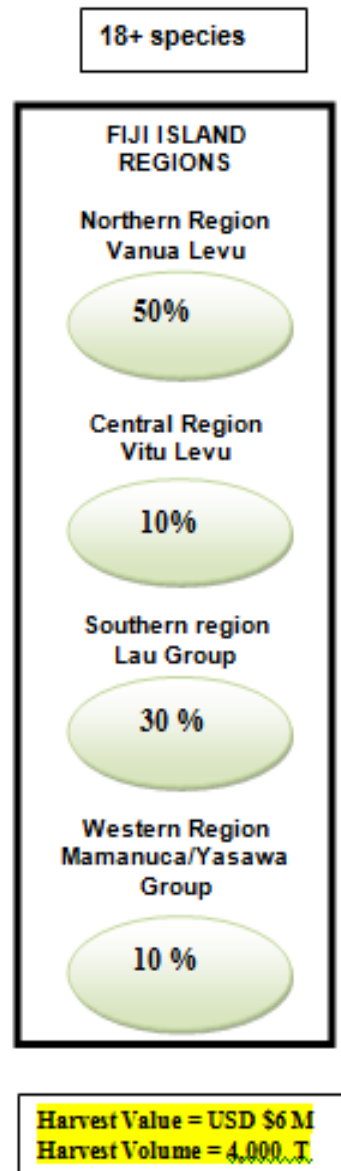 18+ species
FIJI ISLAND
REGIONS
Northern Region
Vanua Levu
50%
Central Region
Vitu Levu
10%
Southern region
Lau Group
30 %
Western Region
Mamanuca/Yasawa
Group
10 %
Harvest Value = USD $6 M
Harvest Volume = 4,000 T